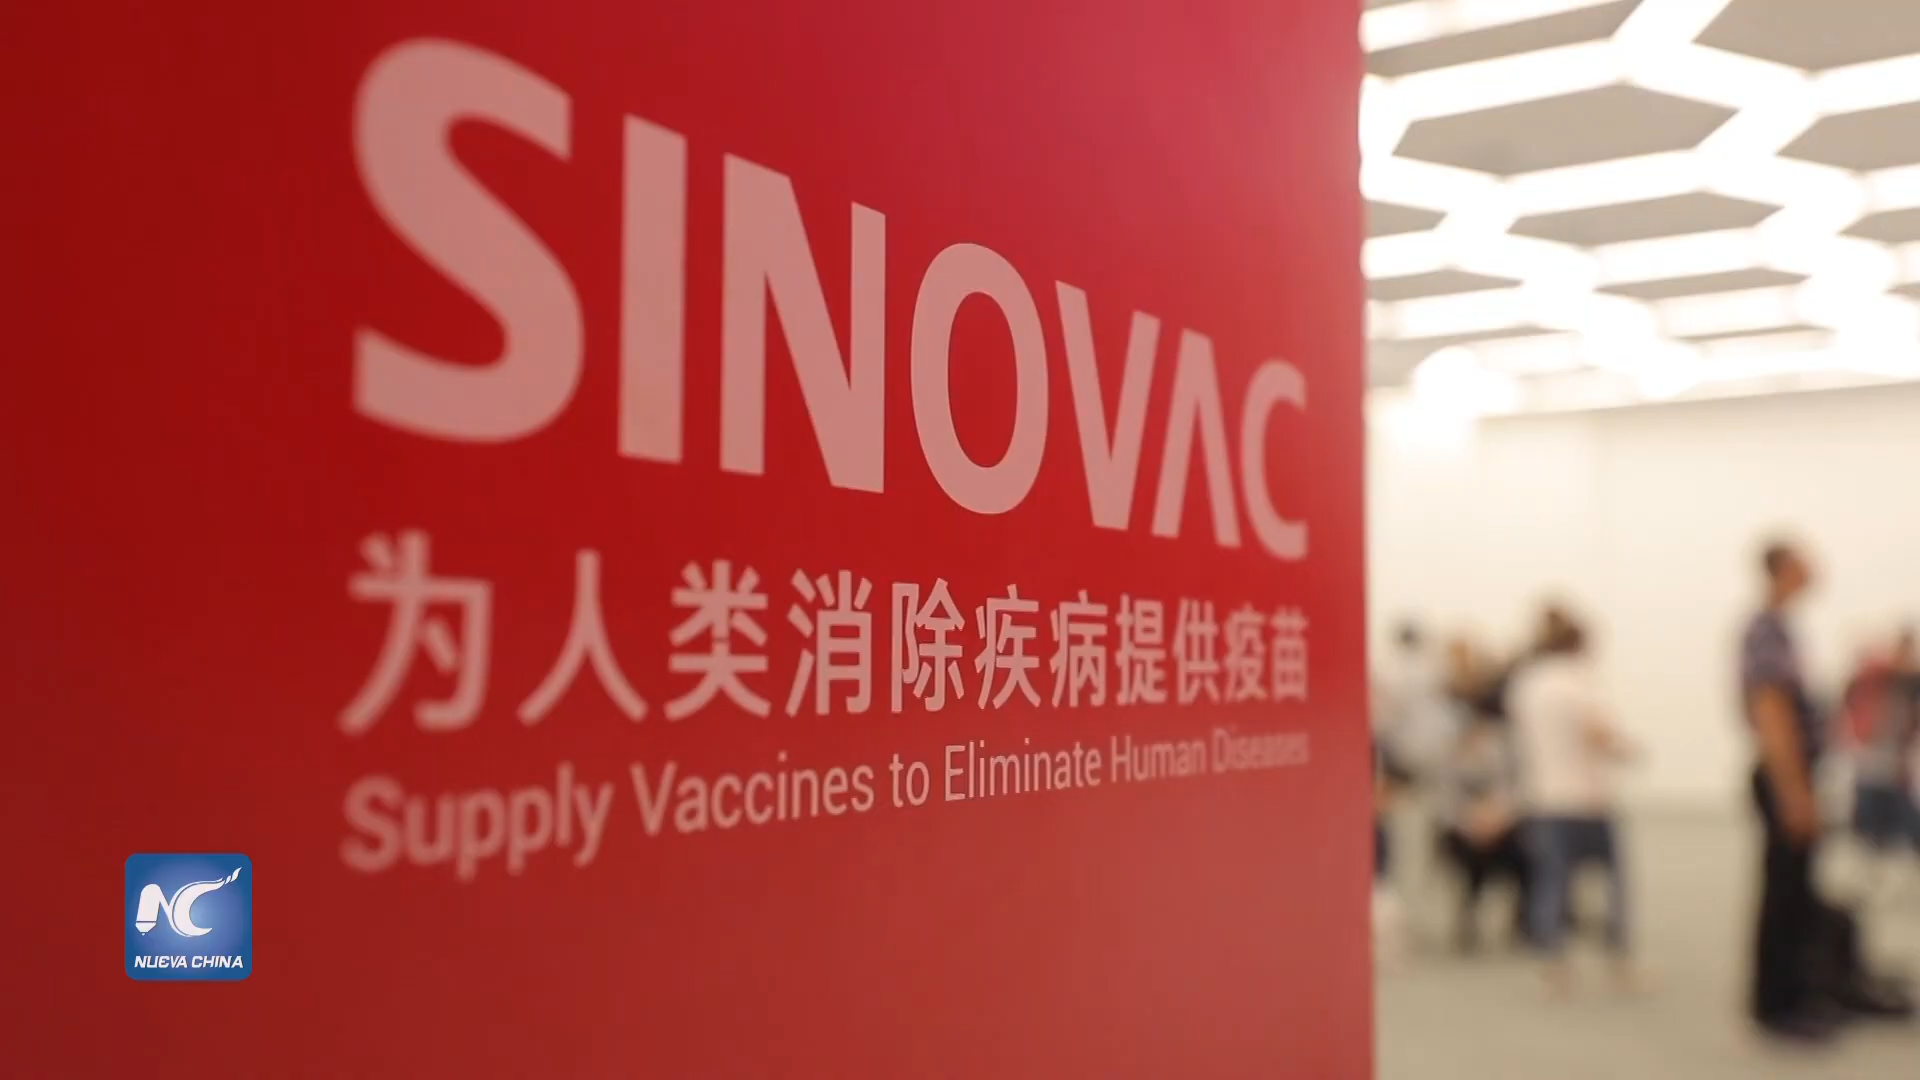 SINOVAC
为人类消除疾病提供疫苗
Supply Vaccines to Eliminate Human Diseases
NC
NUEVA CHINA